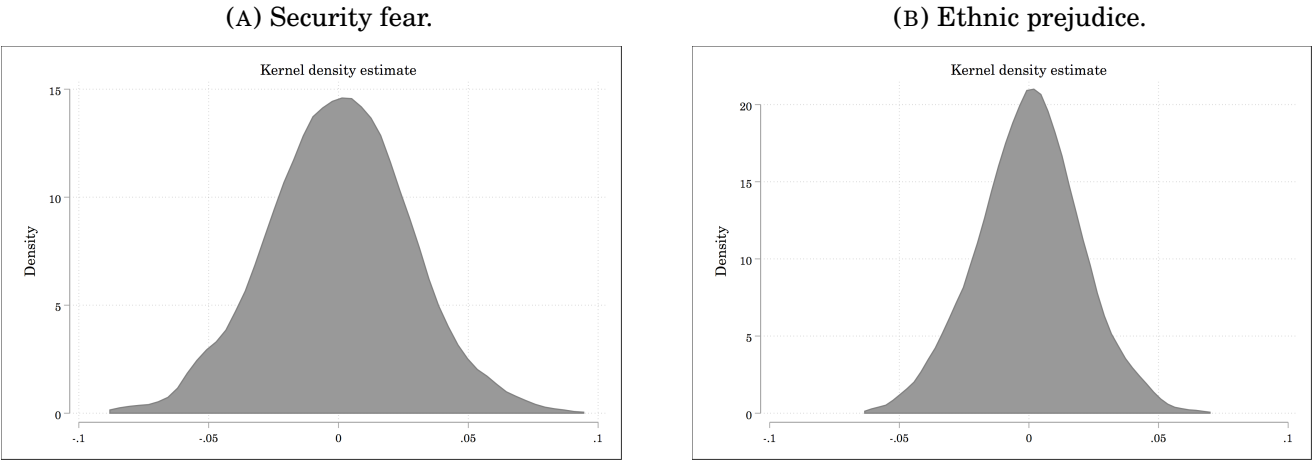 (A) Security fear.
Kernel density estimate
15
10
5
0
Density
-.1 -.05 0 .05 .1
(B) Ethnic prejudice.
Kernel density estimate
20
15
10
5
0
Density
-.1 -.05 0 .05 .1